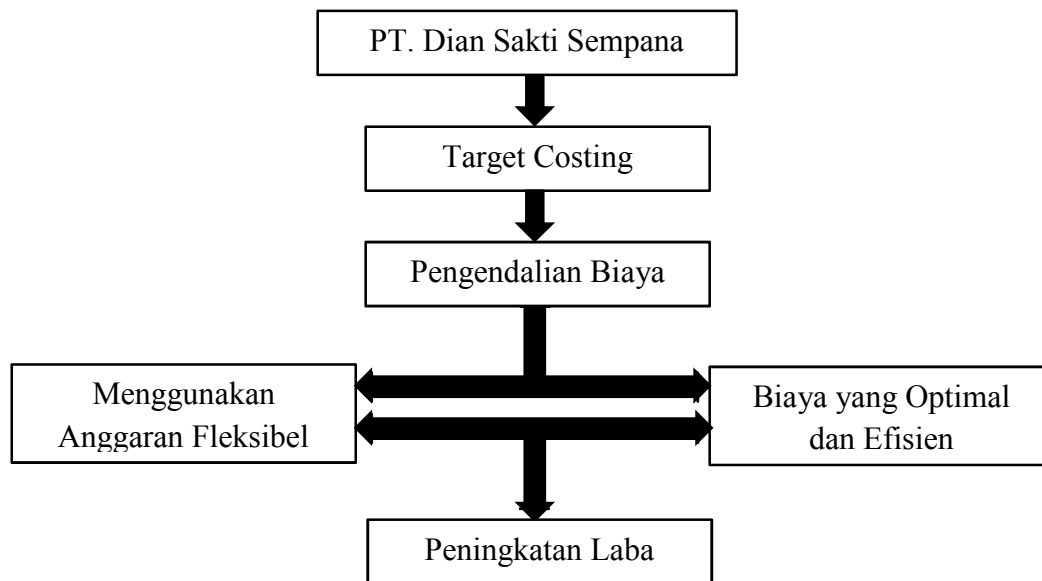 PT. Dian Sakti Sempana
Target Costing
Pengendalian Biaya
Menggunakan
Anggaran Fleksibel
Biaya yang Optimal
dan Efisien
Peningkatan Laba